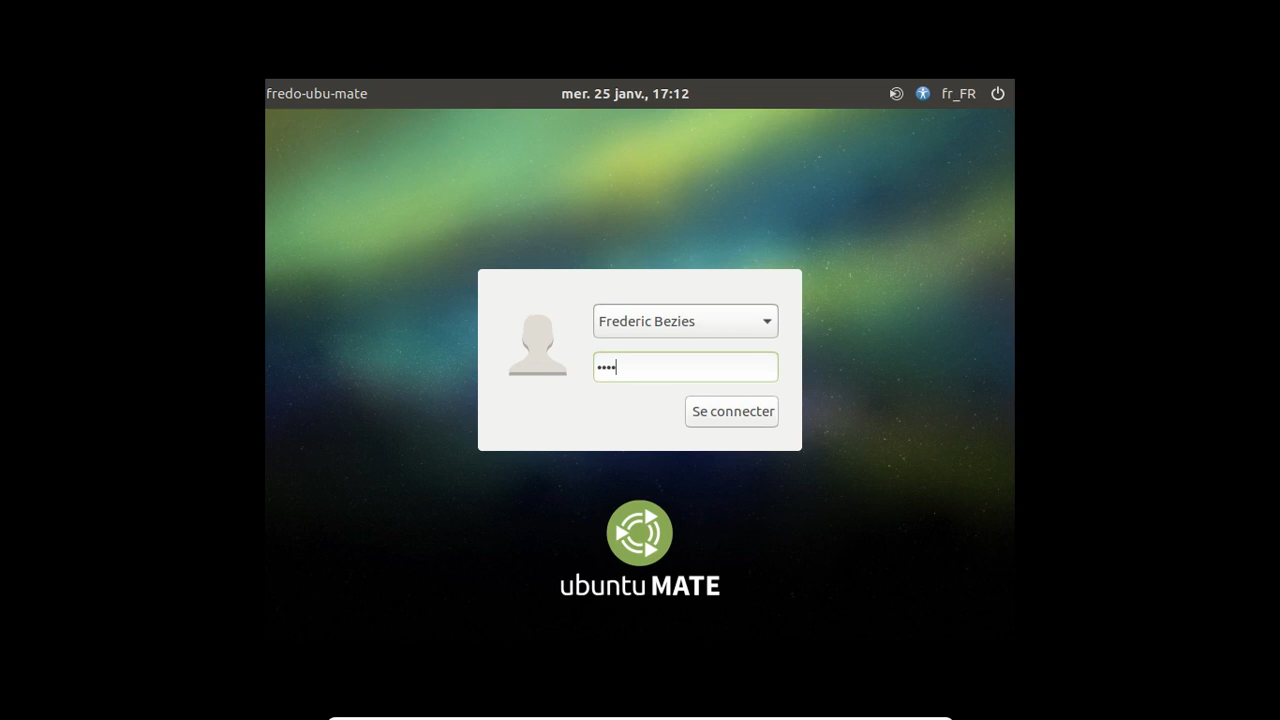 fredo-ubu-mate
mer. 25 janv., 17:12
fr_FR
Frederic Bezies
••••
Se connecter
ubuntu MATE